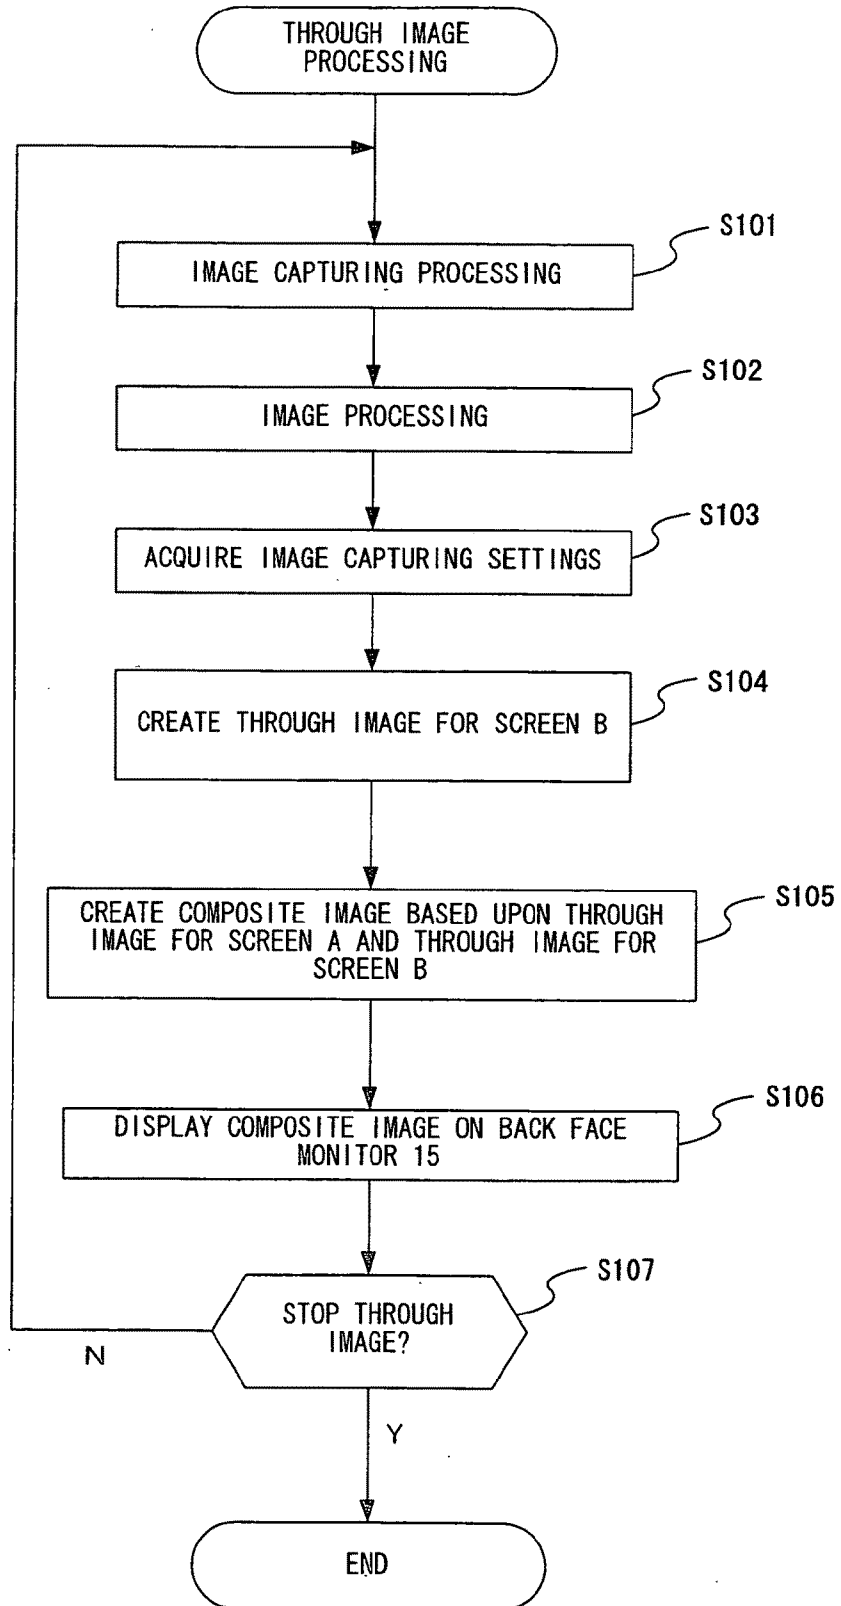 THROUGH IMAGE
PROCESSING
S101
IMAGE CAPTURING PROCESSING
S102
IMAGE PROCESSING
S103
ACQUIRE IMAGE CAPTURING SETTINGS
S104
CREATE THROUGH IMAGE FOR SCREEN B
S105
CREATE COMPOSITE IMAGE BASED UPON THROUGH
IMAGE FOR SCREEN A AND THROUGH IMAGE FOR
SCREEN B
S106
DISPLAY COMPOSITE IMAGE ON BACK FACE
MONITOR 15
S107
STOP THROUGH
IMAGE?
N
Y
END